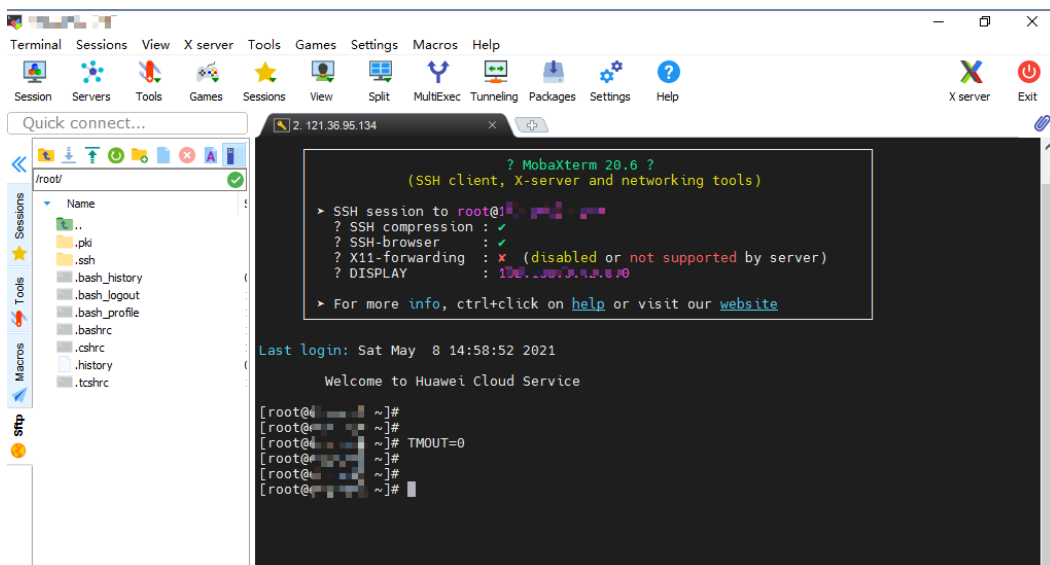 Terminal Sessions View X server Tools Games Settings Macros Help
Session Servers Tools Games Sessions View Split MultiExec Tunneling Packages Settings Help X server Exit
Quick connect...
2. 121.36.95.134
/root/
Name
..
.pki
.ssh
.bash_history
.bash_logout
.bash_profile
.bashrc
.cshrc
.history
.tcshrc
Sessions
Tools
Macros
Sftp
? MobaXterm 20.6 ?
(SSH client, X-server and networking tools)
➤ SSH session to root@1
? SSH compression : ✔
? SSH-browser : ✔
? X11-forwarding : ✘ (disabled or not supported by server)
? DISPLAY :
➤ For more info, ctrl+click on help or visit our website
Last login: Sat May 8 14:58:52 2021
Welcome to Huawei Cloud Service
[root@ ~]#
[root@ ~]#
[root@ ~]# TMOUT=0
[root@ ~]#
[root@ ~]#
[root@ ~]#